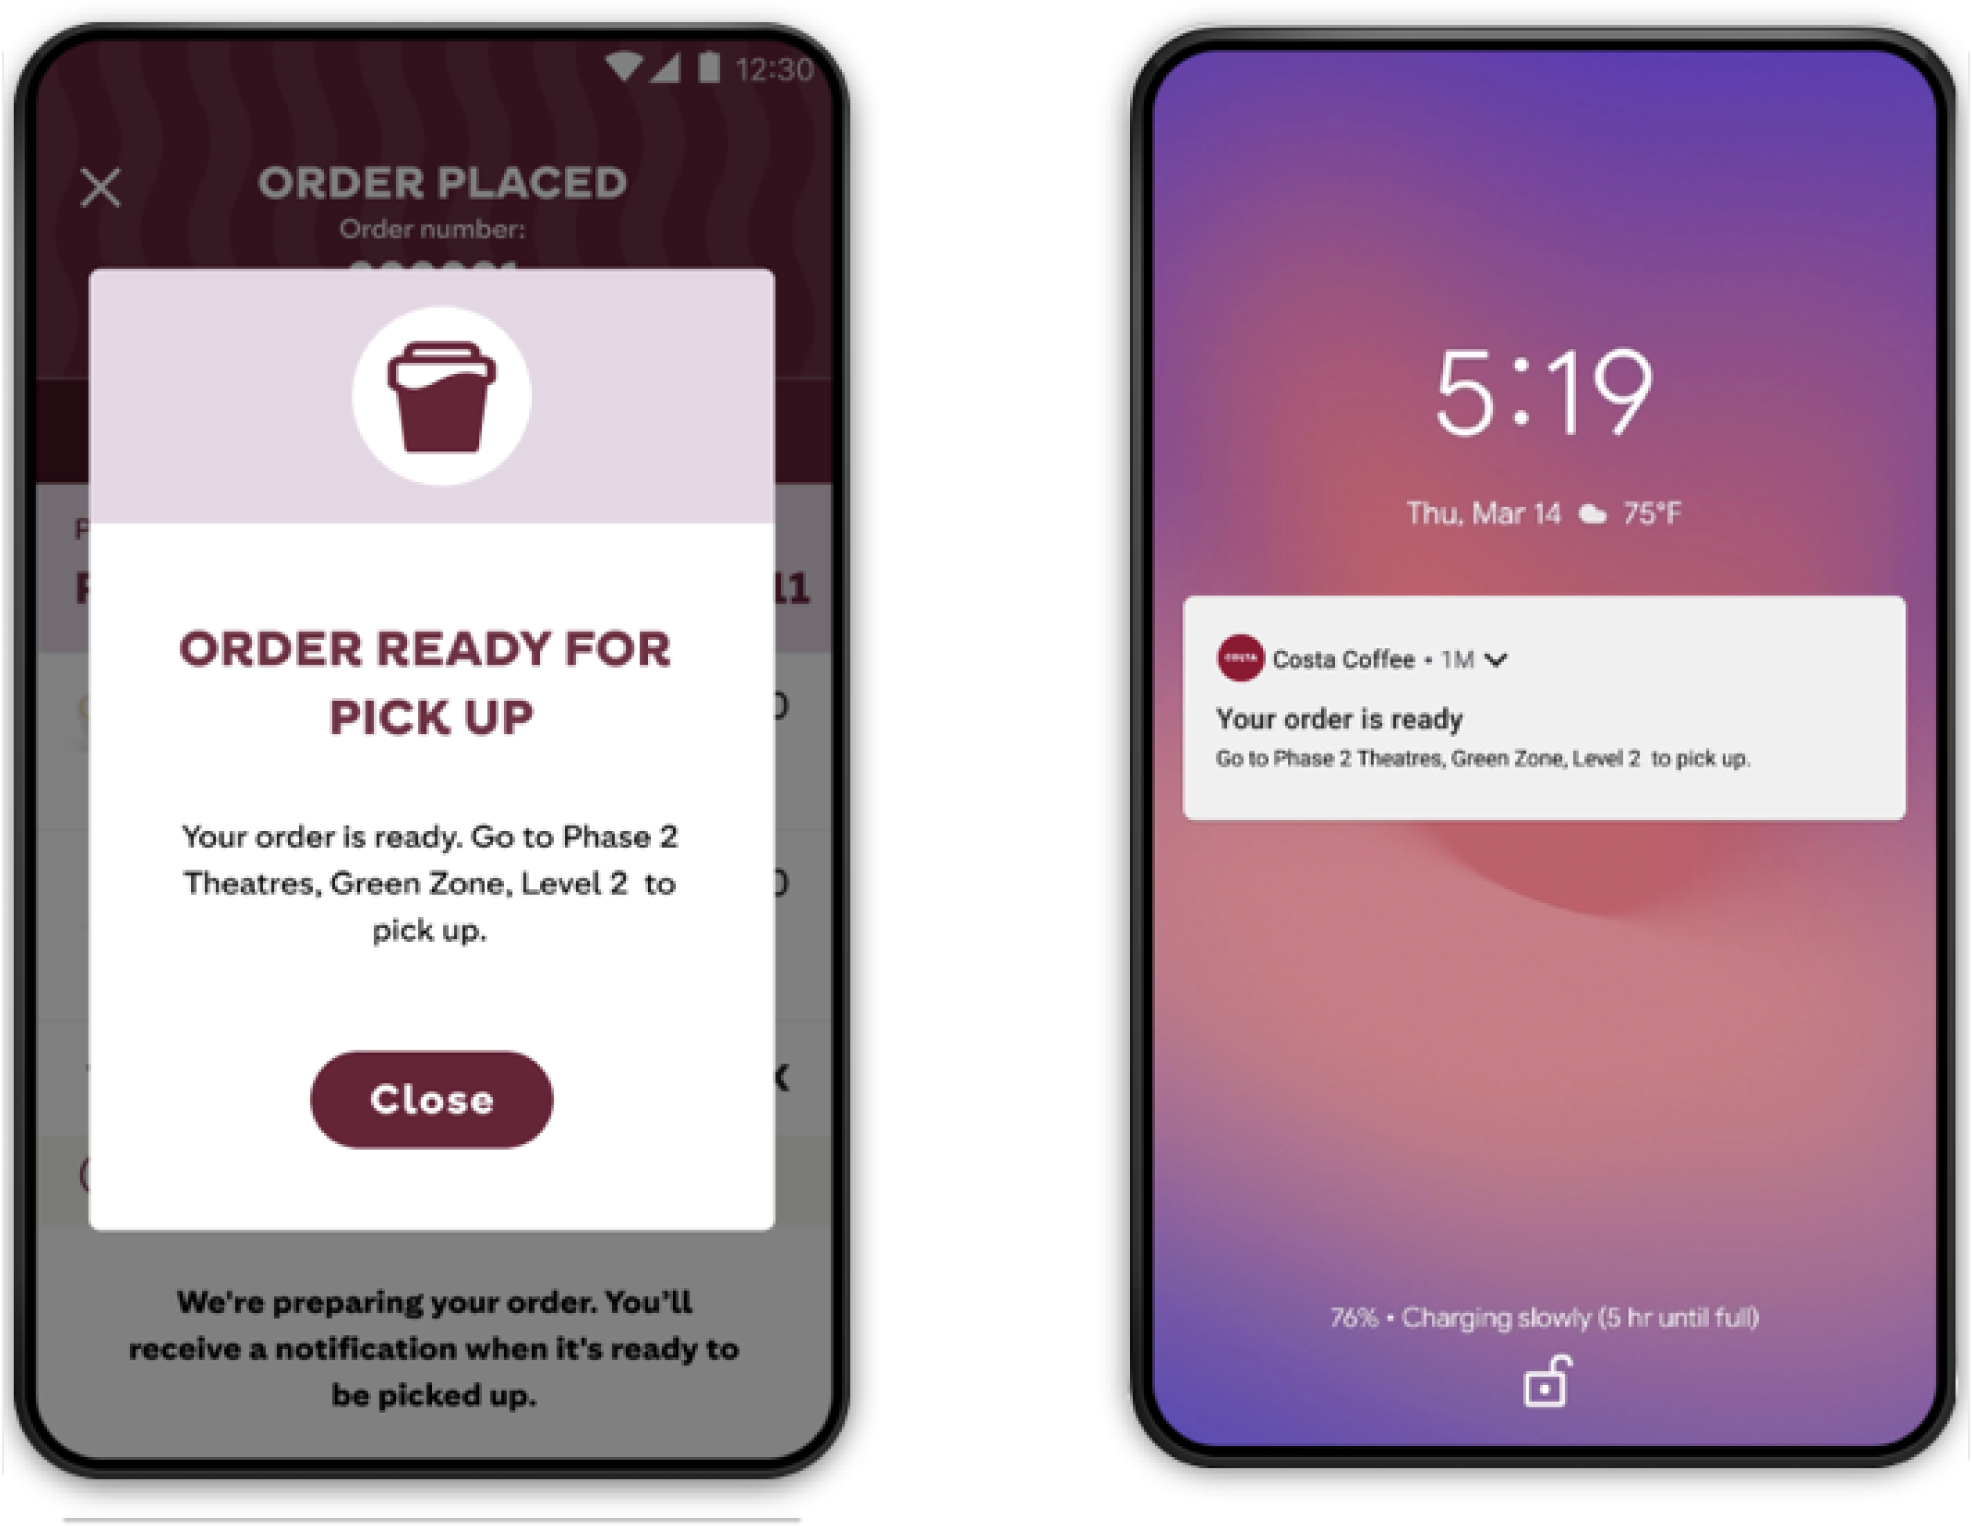 12:30
ORDER PLACED
Order number:
11
ORDER READY FOR
PICK UP
Your order is ready. Go to Phase 2
Theatres, Green Zone, Level 2 to
pick up.
Close
We're preparing your order. You'll
receive a notification when it's ready to
be picked up.
5:19
Thu, Mar 14 75°F
COSTA Costa Coffee • 1M
Your order is ready
Go to Phase 2 Theatres, Green Zone, Level 2 to pick up.
76% • Charging slowly (5 hr until full)